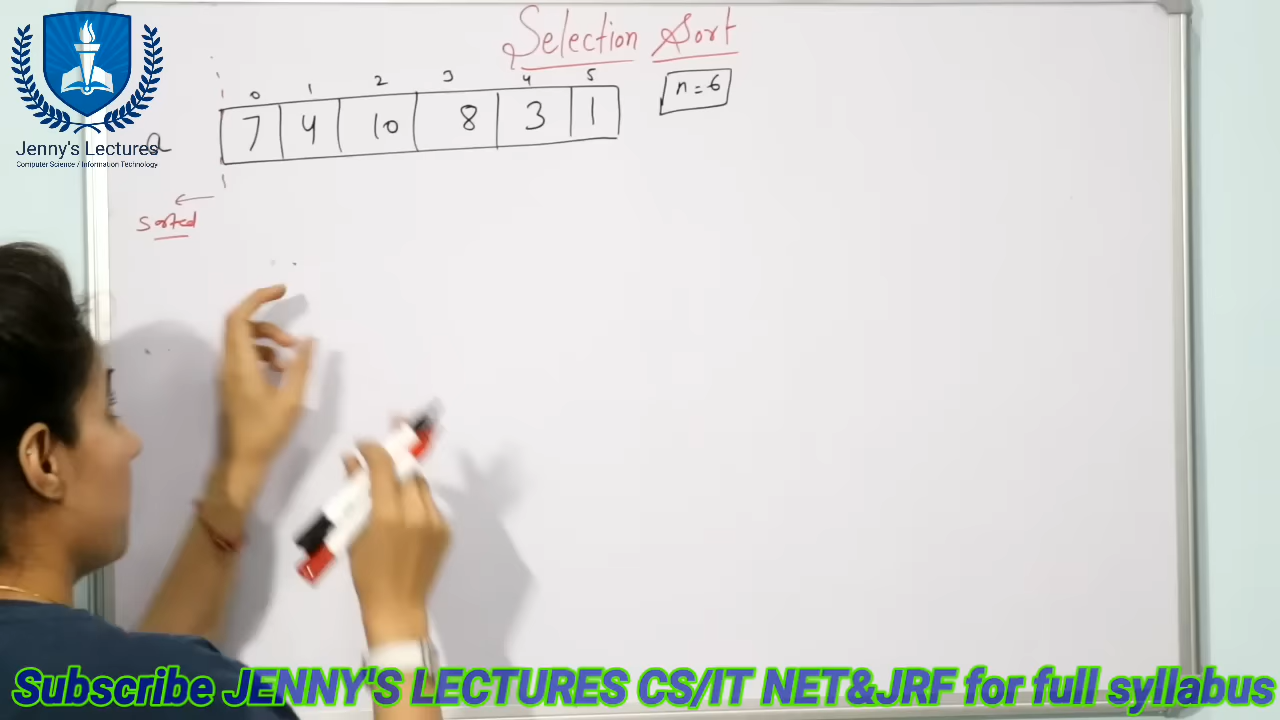 Selection Sort
0 1 2 3 4 5
a 7 4 10 8 3 1
n = 6
Sorted
Jenny's Lectures
Computer Science / Information Technology
Subscribe JENNY'S LECTURES CS/IT NET&JRF for full syllabus